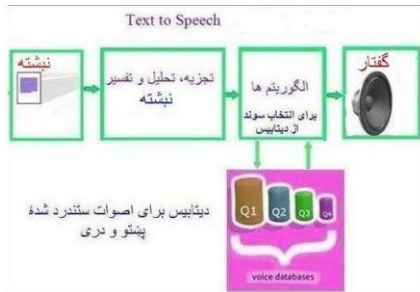 Text to Speech
نبشته
تجزیه، تحلیل و تفسیر
نبشته
الگوریتم ها
برای انتخاب سوند
از دیتابیس
گفتار
دیتابیس برای اصوات ستندرد شدۀ
پښتو و دری
Q1 Q2 Q3 Q4
voice databases